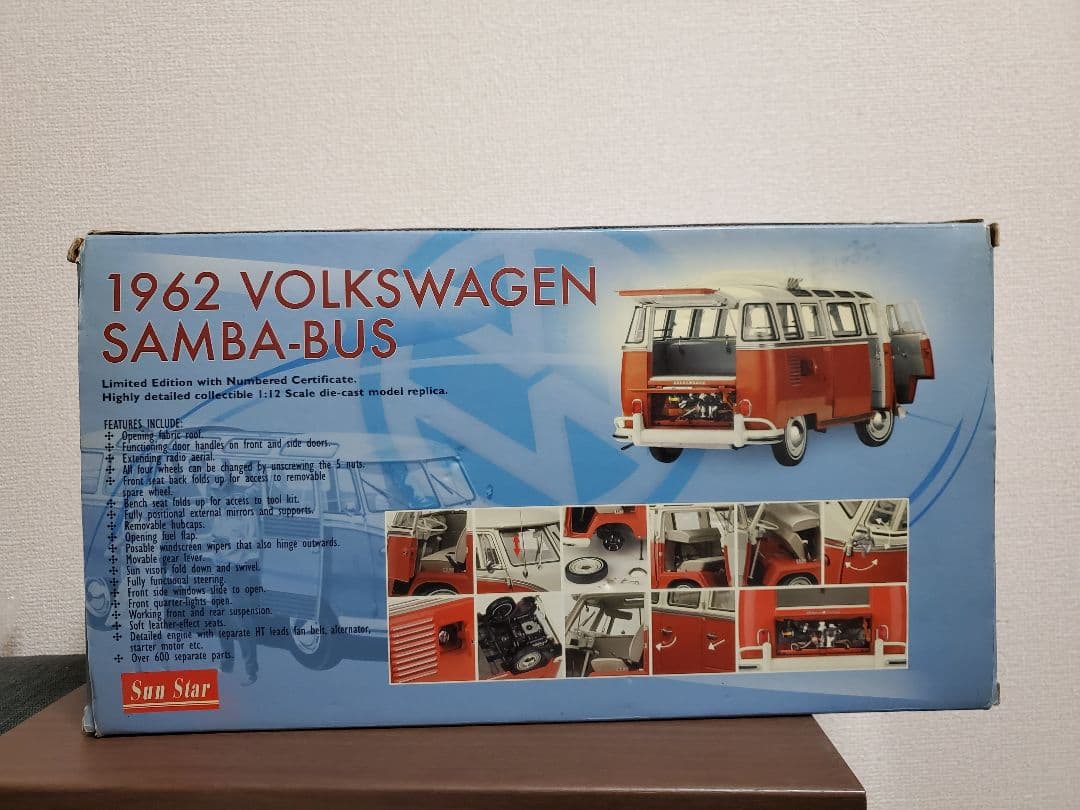 1962 VOLKSWAGEN
SAMBA-BUS
Limited Edition with Numbered Certificate.
Highly detailed collectible 1:12 Scale die-cast model replica.
FEATURES INCLUDE:
Opening fabric roof.
Functioning door handles on front and side doors.
Extending radio aerial.
All four wheels can be changed by unscrewing the 5 nuts.
Front seat back folds up for access to removable
spare wheel.
Bench seat folds up for access to tool kit.
Fully positional external mirrors and supports.
Removable hubcaps.
Opening fuel flap.
Posable windscreen wipers that also hinge outwards.
Movable gear lever.
Sun visors fold down and swivel.
Fully functional steering.
Front side windows slide to open.
Front quarter-lights open.
Working front and rear suspension.
Soft leather-effect seats.
Detailed engine with separate HT leads fan belt, alternator,
starter motor etc.
Over 600 separate parts.
Sun Star
VOLKSWAGEN